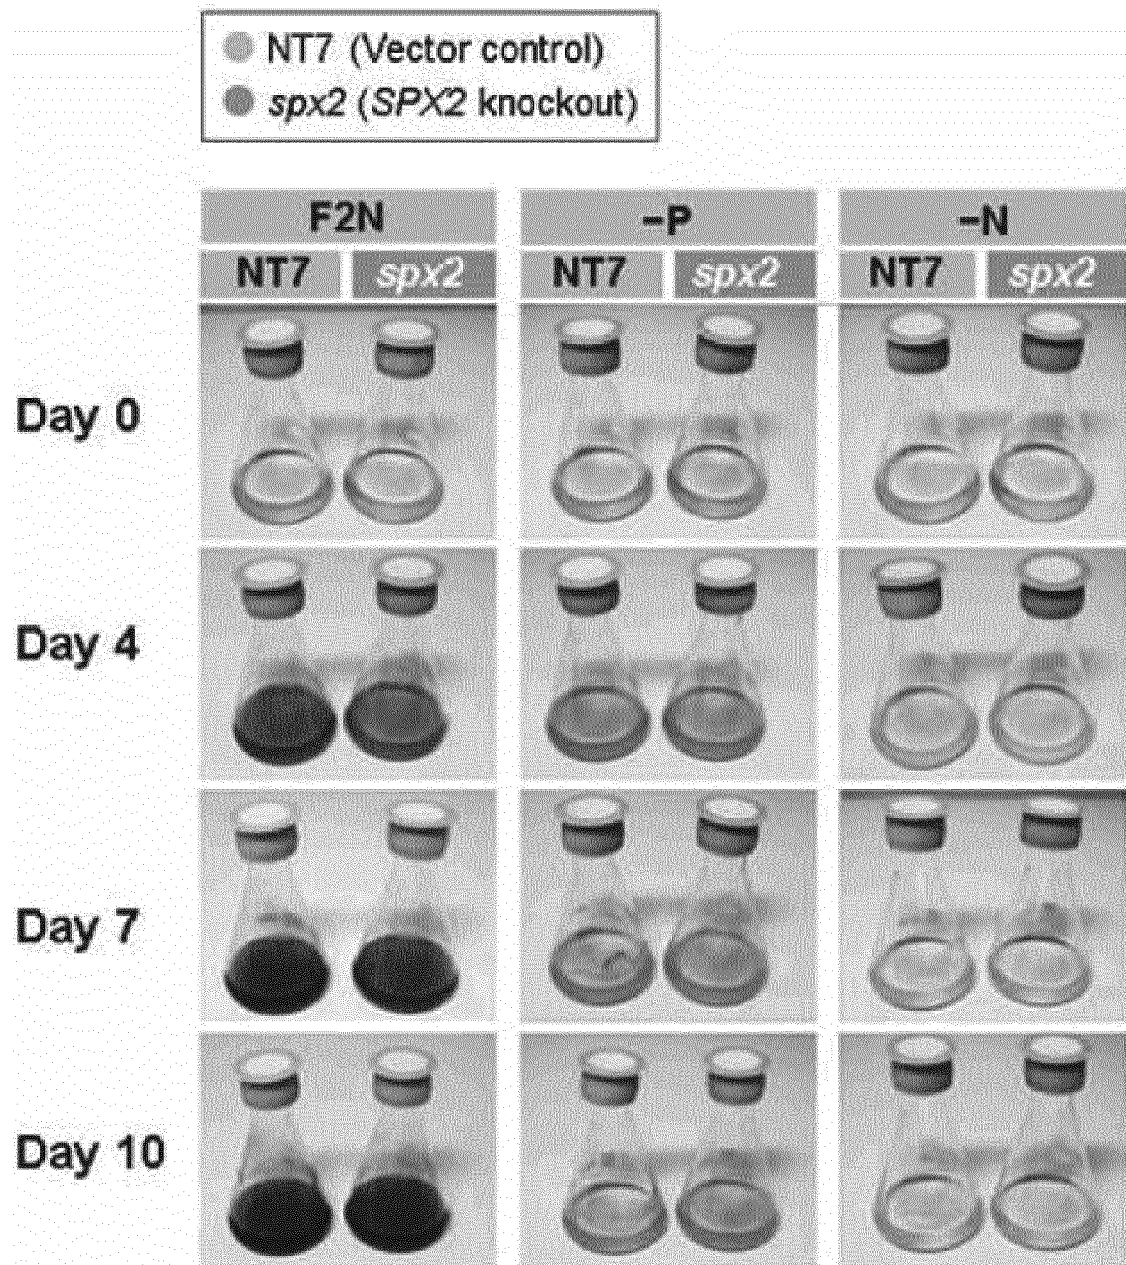 NT7 (Vector control)
spx2 (SPX2 knockout)
F2N –P –N
NT7 spx2 NT7 spx2 NT7 spx2
Day 0
Day 4
Day 7
Day 10